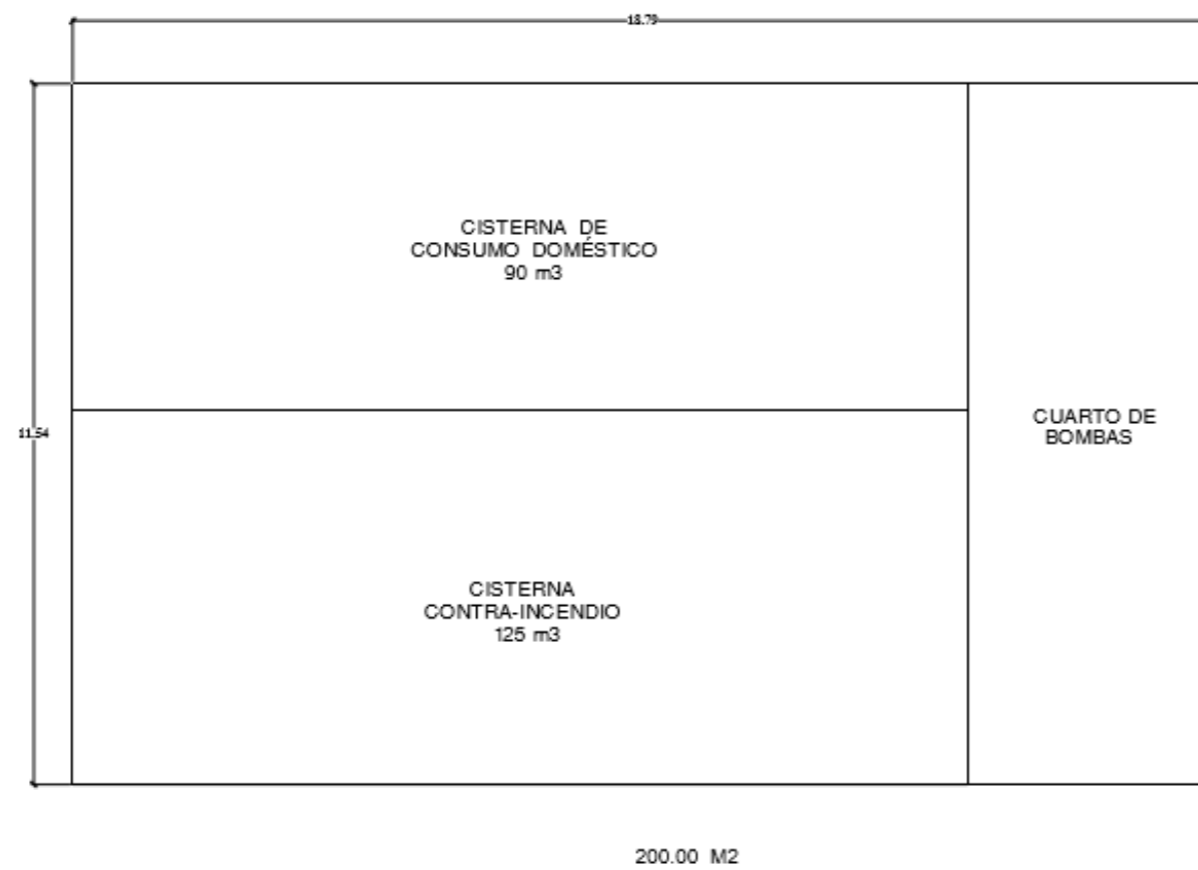 18.79
CISTERNA DE
CONSUMO DOMÉSTICO
90 m3
11.54
CUARTO DE
BOMBAS
CISTERNA
CONTRA-INCENDIO
125 m3
200.00 M2